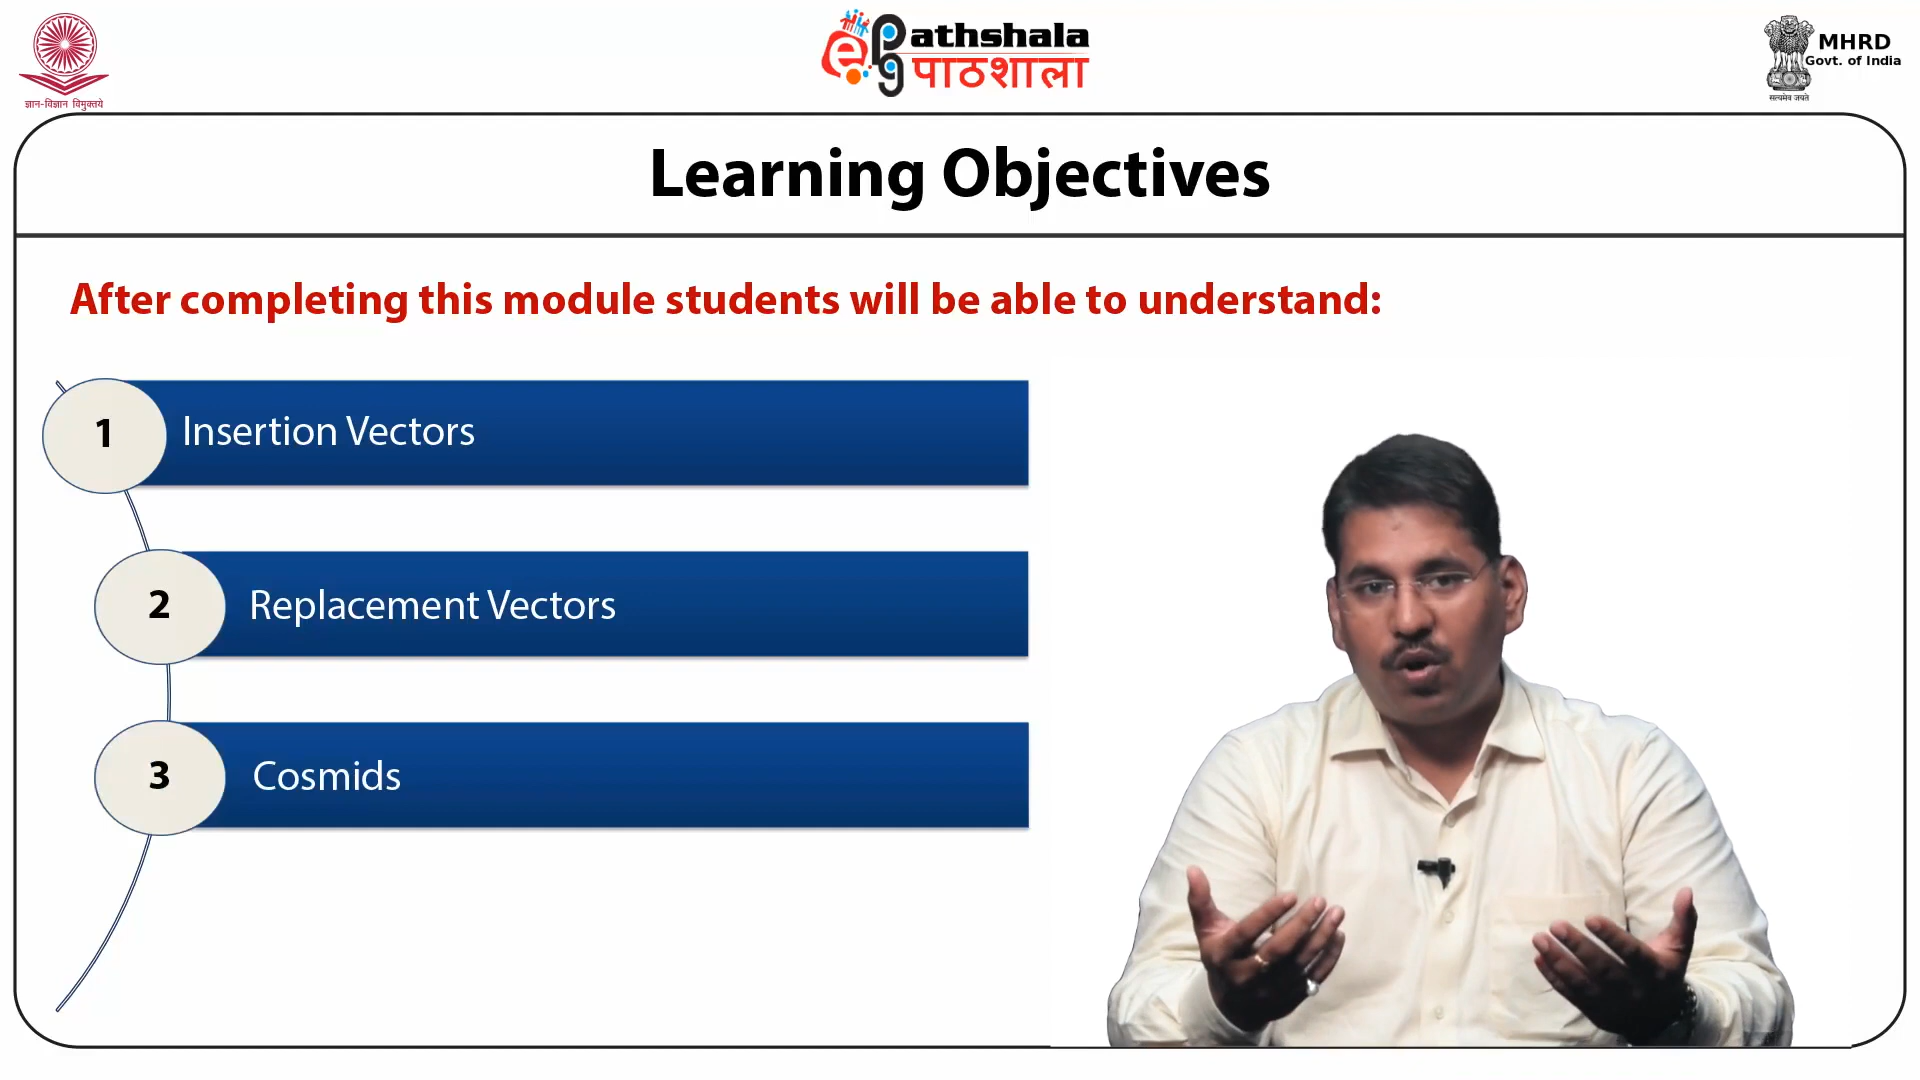 ज्ञान-विज्ञान विमुक्तये
ePathshala
पाठशाला
MHRD
Govt. of India
सत्यमेव जयते
Learning Objectives
After completing this module students will be able to understand:
1 Insertion Vectors
2 Replacement Vectors
3 Cosmids